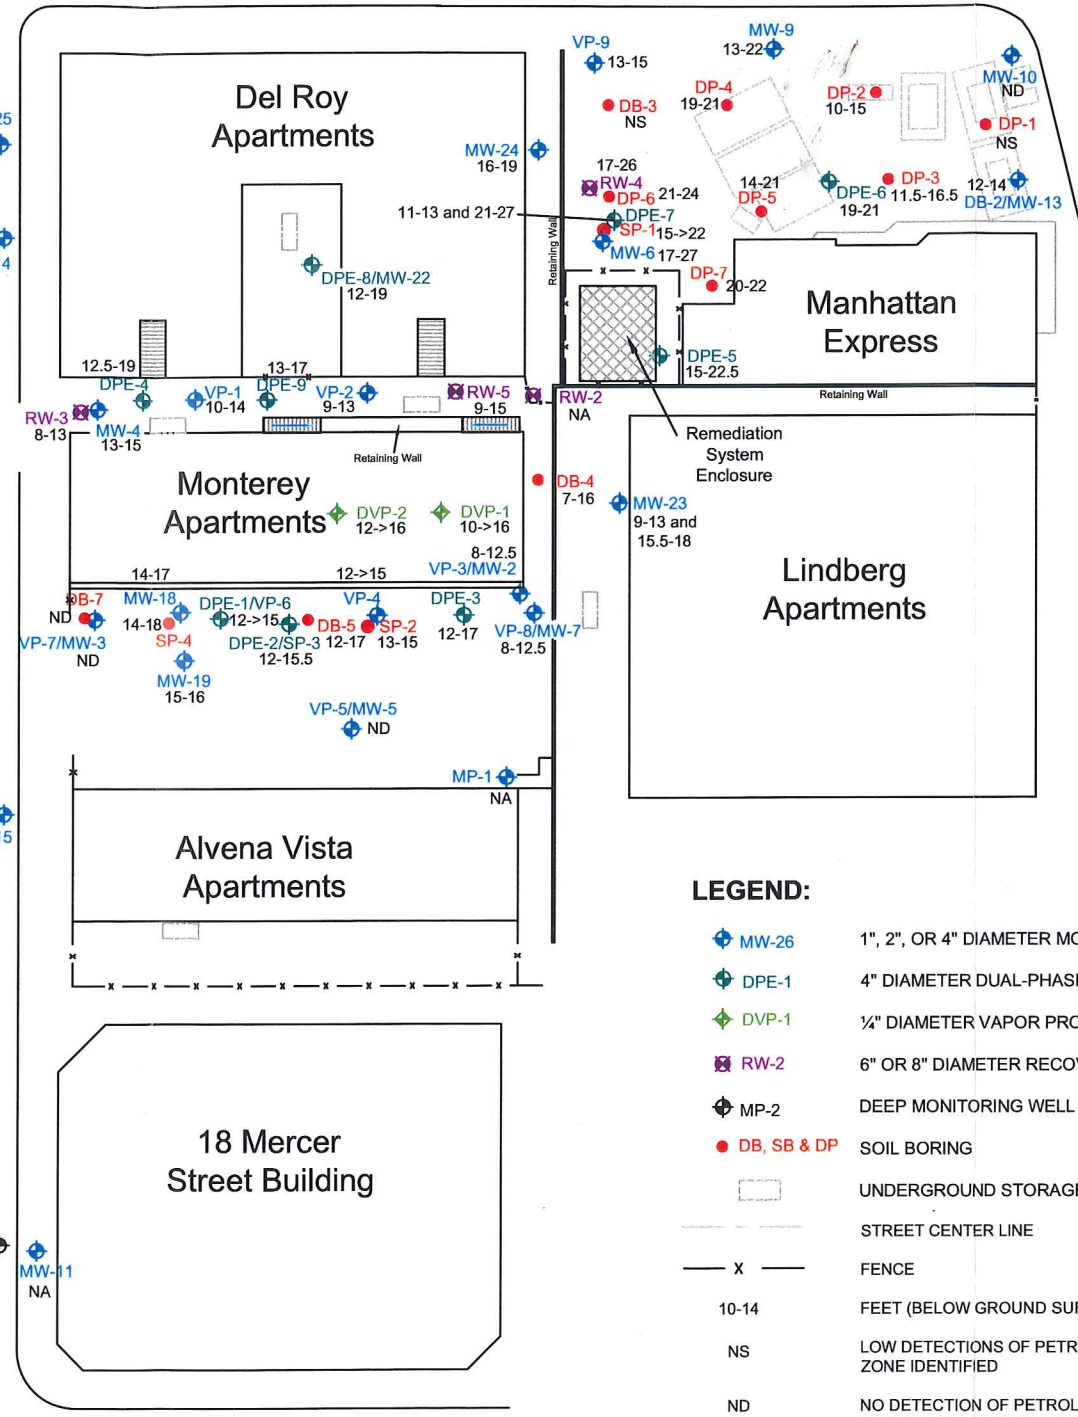 MW-9
VP-9
13-22
13-15
MW-10
ND
DP-4
19-21
DP-2
10-15
DB-3
NS
DP-1
NS
Del Roy
Apartments
25
MW-24
16-19
17-26
RW-4
DP-6
21-24
14-21
DP-5
DPE-6
19-21
DP-3
11.5-16.5
12-14
DB-2/MW-13
11-13 and 21-27
DPE-7
SP-1
15->22
MW-6
17-27
4
Retaining Wall
DPE-8/MW-22
12-19
DP-7
20-22
Manhattan
Express
DPE-5
15-22.5
12.5-19
DPE-4
VP-1
10-14
13-17
DPE-9
VP-2
9-13
RW-5
9-15
RW-2
NA
Retaining Wall
RW-3
8-13
MW-4
13-15
Retaining Wall
Remediation
System
Enclosure
Monterey
Apartments
DB-4
7-16
MW-23
9-13 and
15.5-18
DVP-2
12->16
DVP-1
10->16
8-12.5
VP-3/MW-2
Lindberg
Apartments
14-17
12->15
DB-7
ND
VP-7/MW-3
ND
MW-18
14-18
SP-4
DPE-1/VP-6
12->15
DPE-2/SP-3
12-15.5
DB-5
12-17
VP-4
SP-2
13-15
DPE-3
12-17
VP-8/MW-7
8-12.5
MW-19
15-16
VP-5/MW-5
ND
MP-1
NA
15
Alvena Vista
Apartments
18 Mercer
Street Building
MW-11
NA
LEGEND:
MW-26 1", 2", OR 4" DIAMETER MO
DPE-1 4" DIAMETER DUAL-PHAS
DVP-1 ¼" DIAMETER VAPOR PRO
RW-2 6" OR 8" DIAMETER RECO
MP-2 DEEP MONITORING WELL
DB, SB & DP SOIL BORING
UNDERGROUND STORAG
STREET CENTER LINE
X FENCE
10-14 FEET (BELOW GROUND SU
NS LOW DETECTIONS OF PETR
ZONE IDENTIFIED
ND NO DETECTION OF PETROL